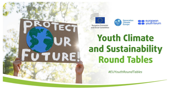 PROTECT
OUR
FUTURE!
Youth Climate
and Sustainability
Round Tables
#EUYouthRoundTables